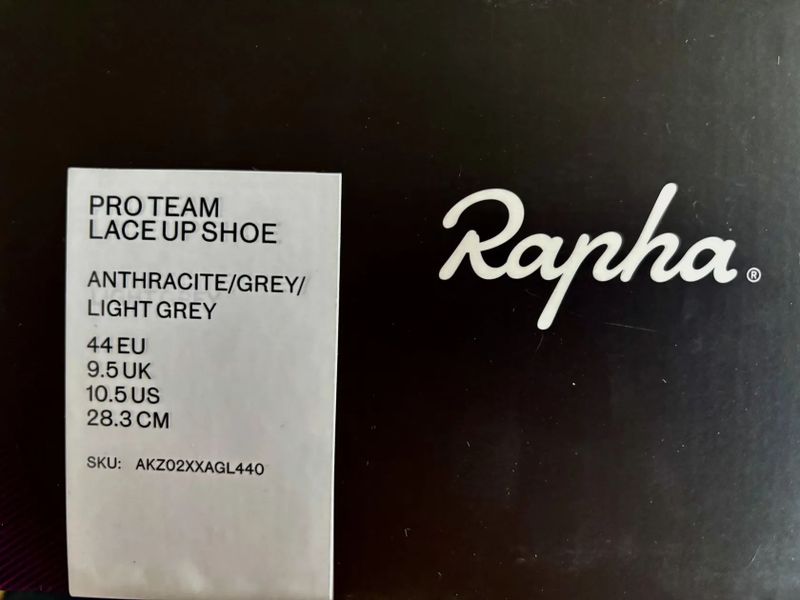 PRO TEAM
LACE UP SHOE
ANTHRACITE/GREY/
LIGHT GREY
44 EU
9.5 UK
10.5 US
28.3 CM
SKU: AKZ02XXAGL440
Rapha®